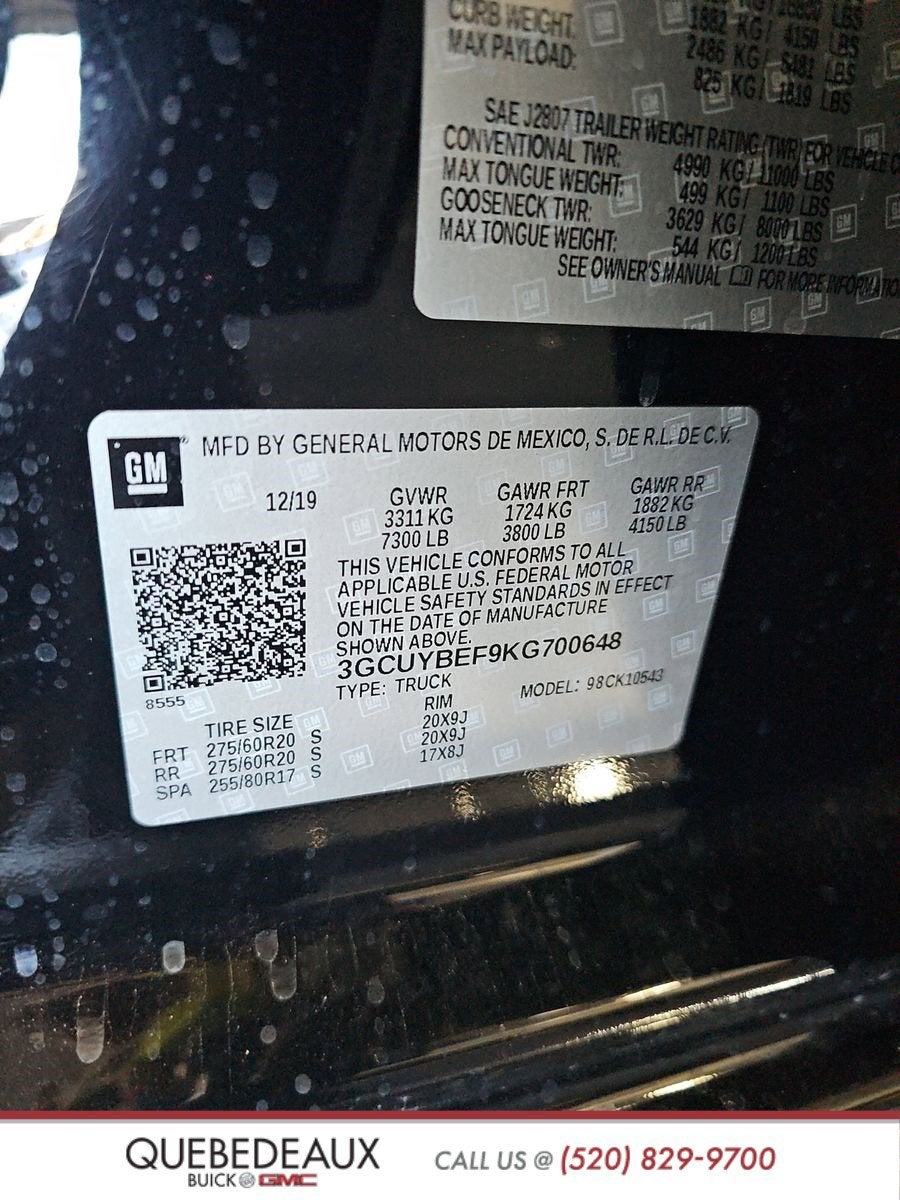 CURB WEIGHT: 1882 KG/ 4150 LBS
MAX PAYLOAD: 2486 KG/ 5481 LBS
825 KG/ 1819 LBS
SAE J2807 TRAILER WEIGHT RATING (TWR) FOR VEHICLE
CONVENTIONAL TWR: 4990 KG/ 11000 LBS
MAX TONGUE WEIGHT: 499 KG/ 1100 LBS
GOOSENECK TWR: 3629 KG/ 8000 LBS
MAX TONGUE WEIGHT: 544 KG/ 1200 LBS
SEE OWNER'S MANUAL FOR MORE INFORMATIO
GM
MFD BY GENERAL MOTORS DE MEXICO, S. DE R.L. DE C.V.
12/19 GVWR GAWR FRT GAWR RR
3311 KG 1724 KG 1882 KG
7300 LB 3800 LB 4150 LB
THIS VEHICLE CONFORMS TO ALL
APPLICABLE U.S. FEDERAL MOTOR
VEHICLE SAFETY STANDARDS IN EFFECT
ON THE DATE OF MANUFACTURE
SHOWN ABOVE.
3GCUYBEF9KG700648
8555
TYPE: TRUCK MODEL: 98CK10543
TIRE SIZE RIM
FRT 275/60R20 S 20X9J
RR 275/60R20 S 20X9J
SPA 255/80R17 S 17X8J
QUEBEDEAUX
BUICK GMC
CALL US @ (520) 829-9700